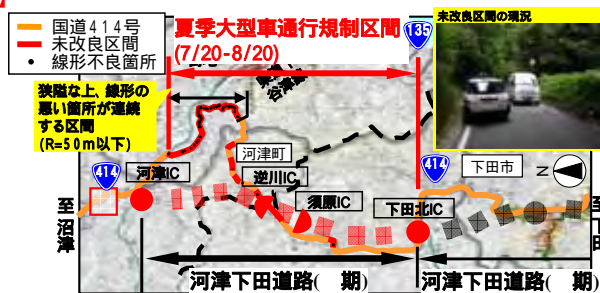 国道414号
未改良区間
線形不良箇所
夏季大型車通行規制区間
(7/20-8/20)
135
未改良区間の現況
狭隘な上、線形の
悪い箇所が連続
する区間
(R=50m以下)
414
河津IC
河津町
逆川IC
須原IC
下田北IC
414
下田市
N
至
沼津
至
下田
河津下田道路( 期)
河津下田道路( 期)